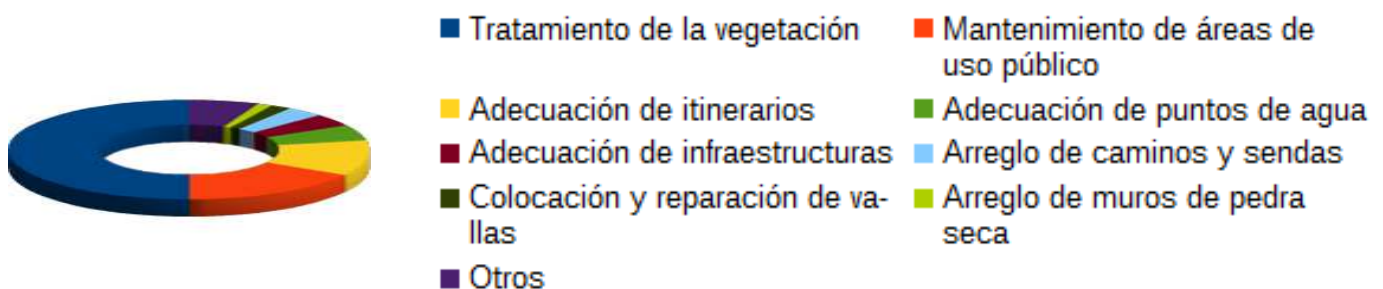 Tratamiento de la vegetación
Mantenimiento de áreas de
uso público
Adecuación de itinerarios
Adecuación de puntos de agua
Adecuación de infraestructuras
Arreglo de caminos y sendas
Colocación y reparación de va-
llas
Arreglo de muros de pedra
seca
Otros